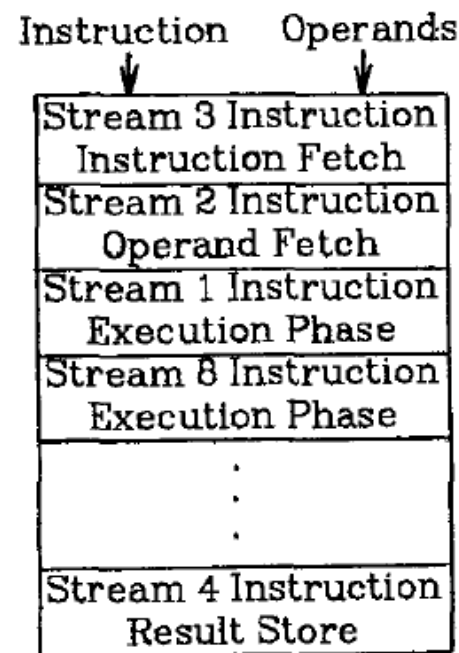 Instruction Operands
Stream 3 Instruction
Instruction Fetch
Stream 2 Instruction
Operand Fetch
Stream 1 Instruction
Execution Phase
Stream 8 Instruction
Execution Phase
.
.
.
Stream 4 Instruction
Result Store